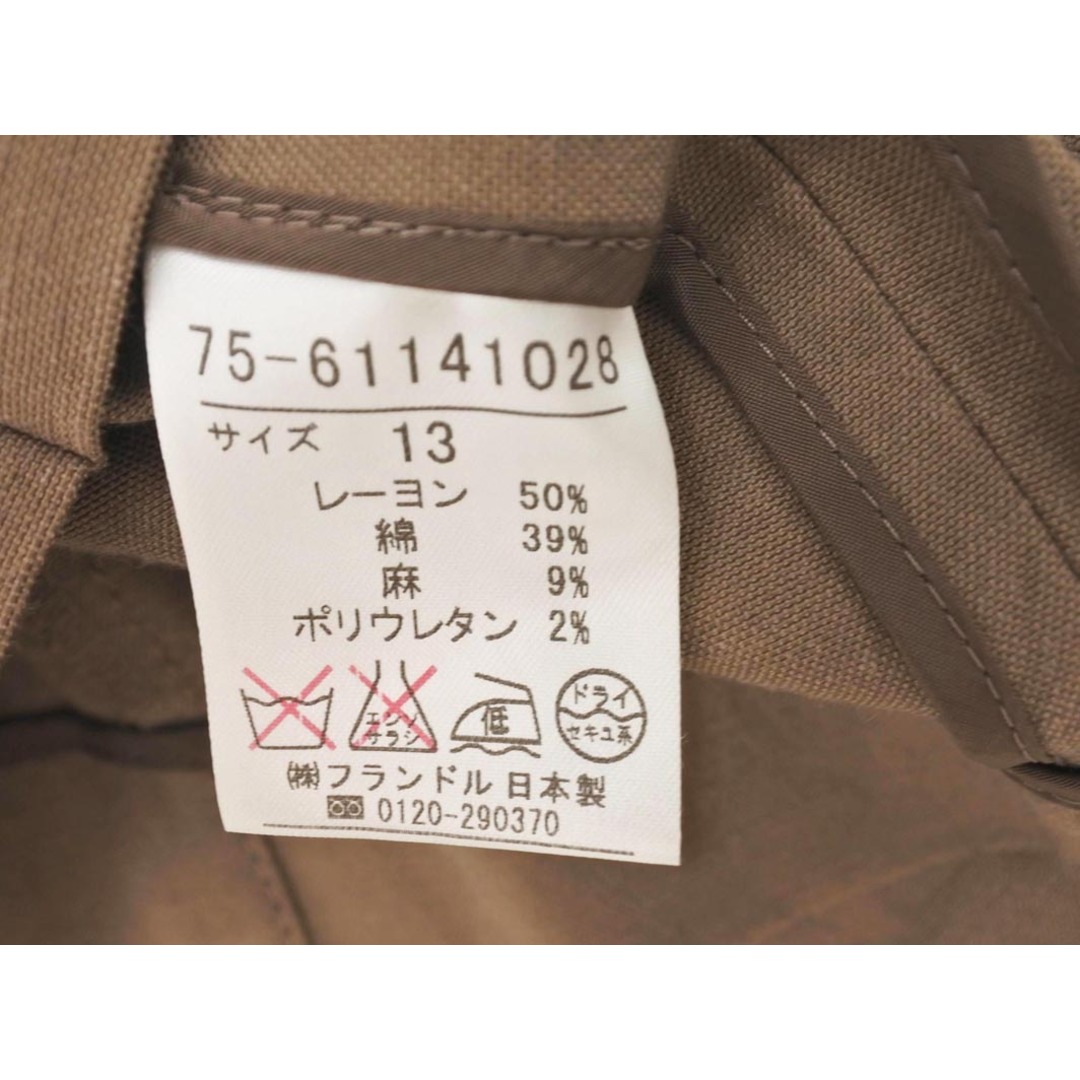 75-61141028
サイズ 13
レーヨン 50%
綿 39%
麻 9%
ポリウレタン 2%
エンソ
サラシ
低
ドライ
セキユ系
㈱フランドル 日本製
0120-290370